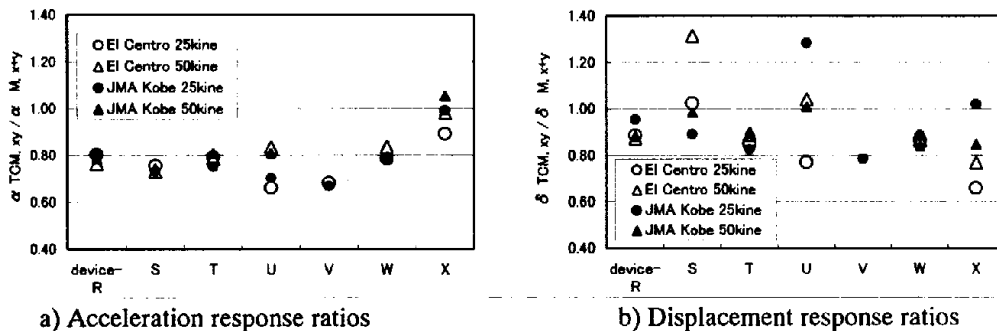 a)
1.40
1.20
1.00
0.80
0.60
0.40
α TGM, xy / α M, x+y
El Centro 25kine
El Centro 50kine
JMA Kobe 25kine
JMA Kobe 50kine
device-R S T U V W X
a) Acceleration response ratios
b)
1.40
1.20
1.00
0.80
0.60
0.40
δ TGM, xy / δ M, x+y
El Centro 25kine
El Centro 50kine
JMA Kobe 25kine
JMA Kobe 50kine
device-R S T U V W X
b) Displacement response ratios